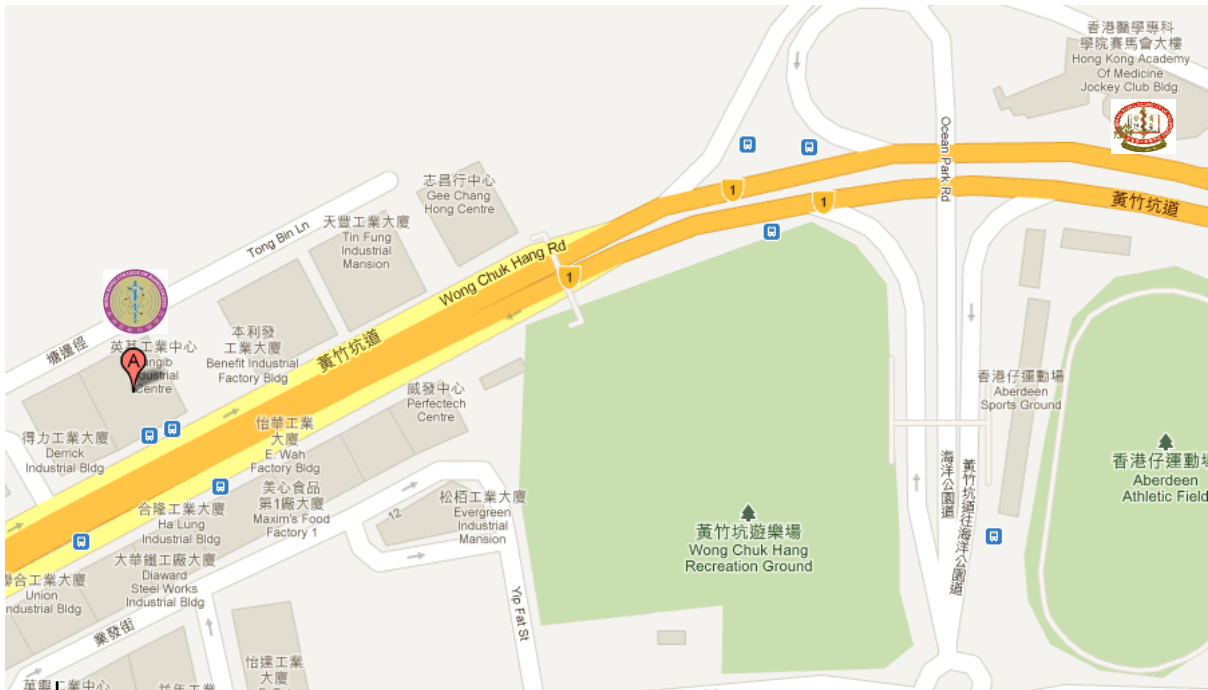 香港醫學專科
學院賽馬會大樓
Hong Kong Academy
Of Medicine
Jockey Club Bldg.
Ocean Park Rd
志昌行中心
Gee Chang
Hong Centre
1
1
黃竹坑道
天豐工業大廈
Tin Fung
Industrial
Mansion
Tong Bin Ln
Wong Chuk Hang Rd
1
塘邊徑
英基工業中心
Centre
A
本利發
工業大廈
Benefit Industrial
Factory Bldg
黃竹坑道
威發中心
Perfectech
Centre
香港仔運動場
Aberdeen
Sports Ground
得力工業大廈
Derrick
Industrial Bldg
怡華工業
大廈
E. Wah
Factory Bldg
海洋公園道
黃竹坑道往海洋公園道
香港仔運動
Aberdeen
Athletic Field
美心食品
第1廠大廈
Maxim's Food
Factory 1
合隆工業大廈
Ha Lung
Industrial Bldg
12
松栢工業大廈
Evergreen
Industrial
Mansion
黃竹坑遊樂場
Wong Chuk Hang
Recreation Ground
大華鐵工廠大廈
Diaward
Steel Works
Industrial Bldg
聯合工業大廈
Union
Industrial Bldg
Yip Fat St
業發街
怡達工業
大廈